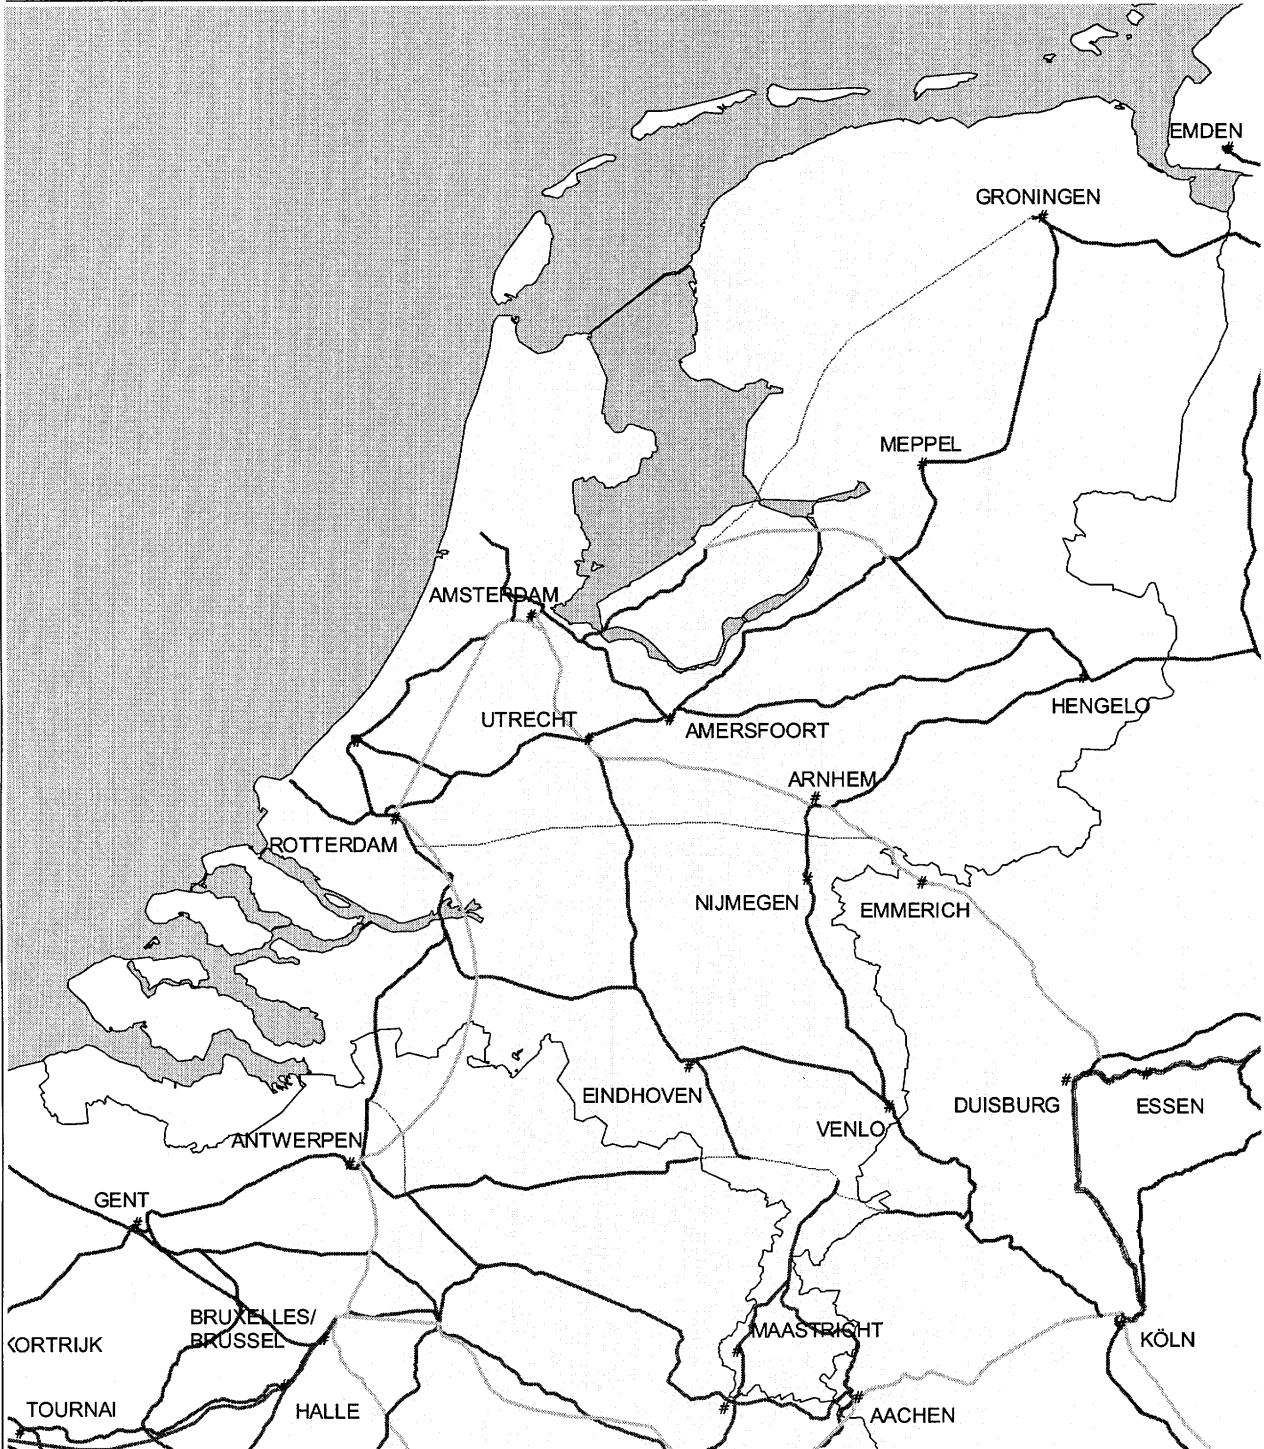 EMDEN
GRONINGEN
MEPPEL
AMSTERDAM
HENGELO
UTRECHT
AMERSFOORT
ARNHEM
ROTTERDAM
NIJMEGEN
EMMERICH
EINDHOVEN
DUISBURG
ESSEN
VENLO
ANTWERPEN
GENT
BRUXELLES/
BRUSSEL
MAASTRICHT
KORTRIJK
KÖLN
TOURNAI
HALLE
AACHEN